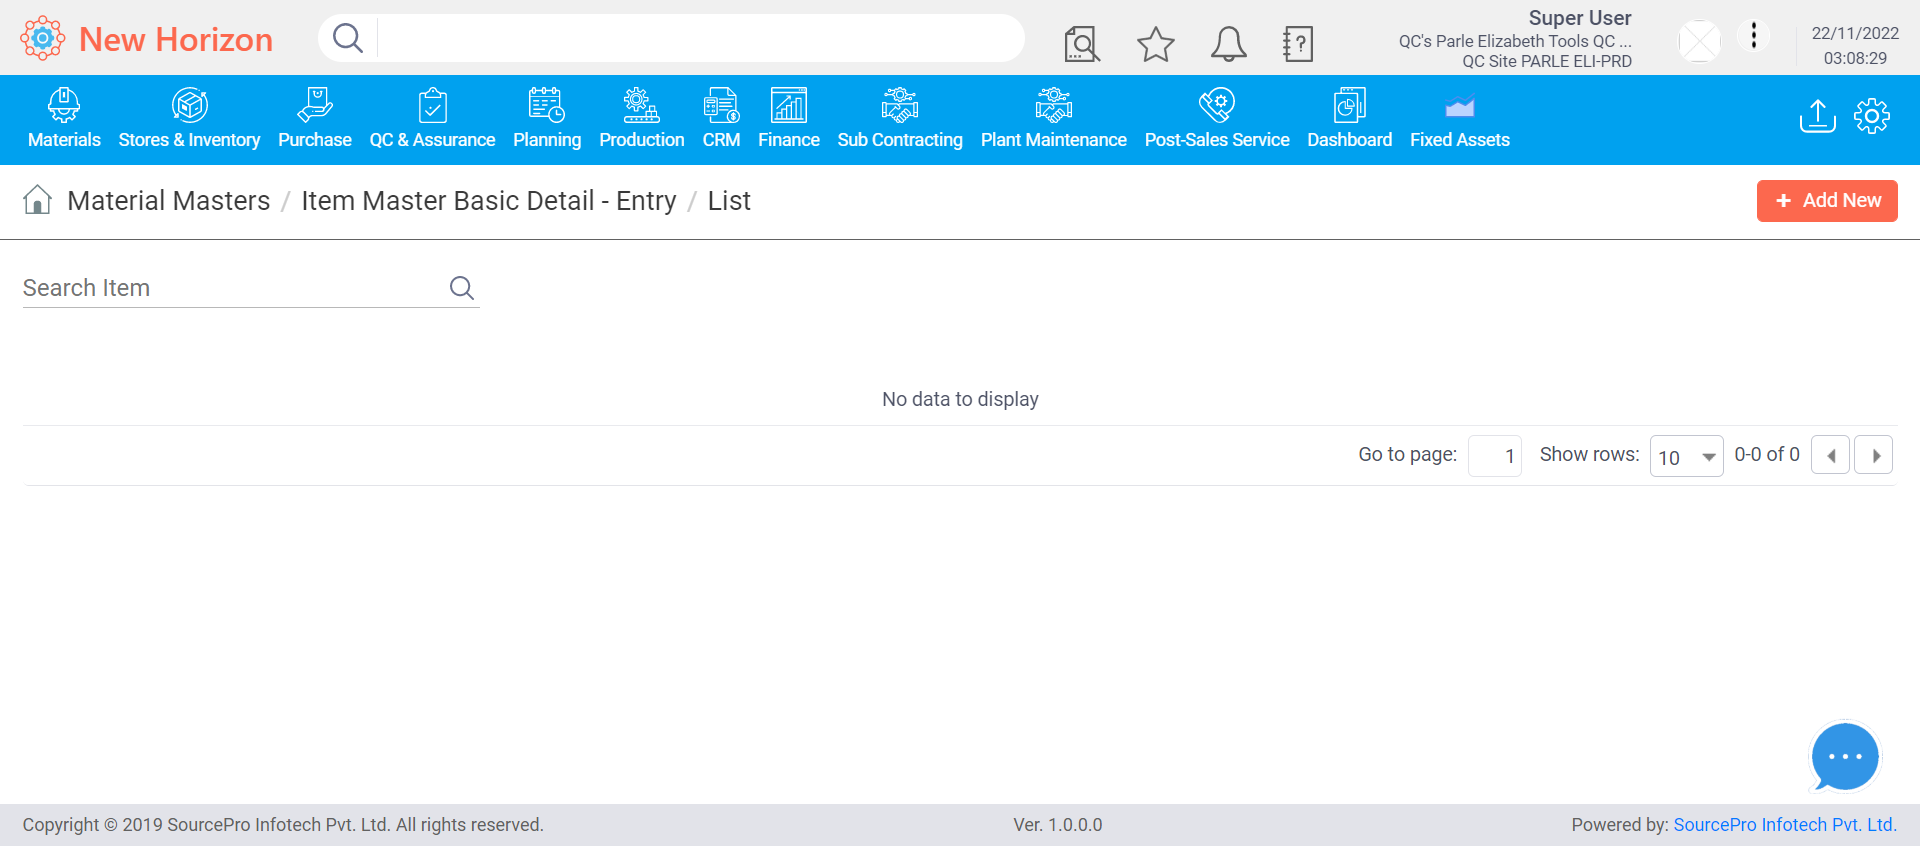 New Horizon
Super User
QC's Parle Elizabeth Tools QC ...
QC Site PARLE ELI-PRD
22/11/2022
03:08:29
Materials
Stores & Inventory
Purchase
QC & Assurance
Planning
Production
CRM
Finance
Sub Contracting
Plant Maintenance
Post-Sales Service
Dashboard
Fixed Assets
Material Masters / Item Master Basic Detail - Entry / List
+ Add New
Search Item
No data to display
Go to page: 1 Show rows: 10 0-0 of 0
Copyright © 2019 SourcePro Infotech Pvt. Ltd. All rights reserved.
Ver. 1.0.0.0
Powered by: SourcePro Infotech Pvt. Ltd.